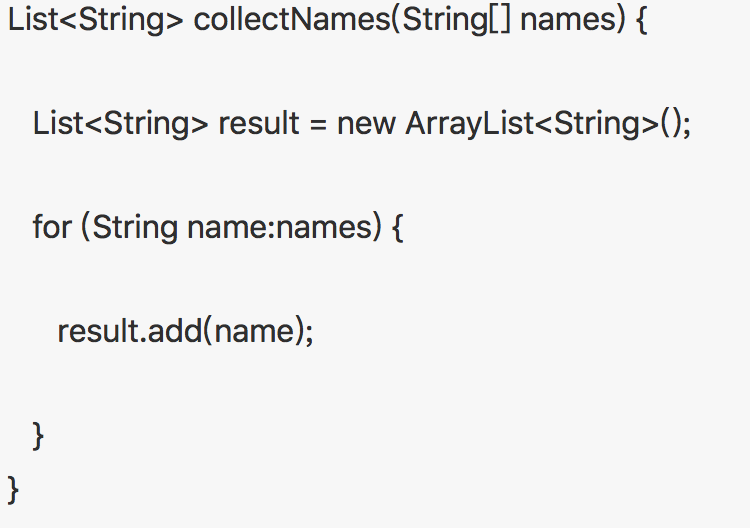 List<String> collectNames(String[] names) {
List<String> result = new ArrayList<String>();
for (String name:names) {
result.add(name);
}
}